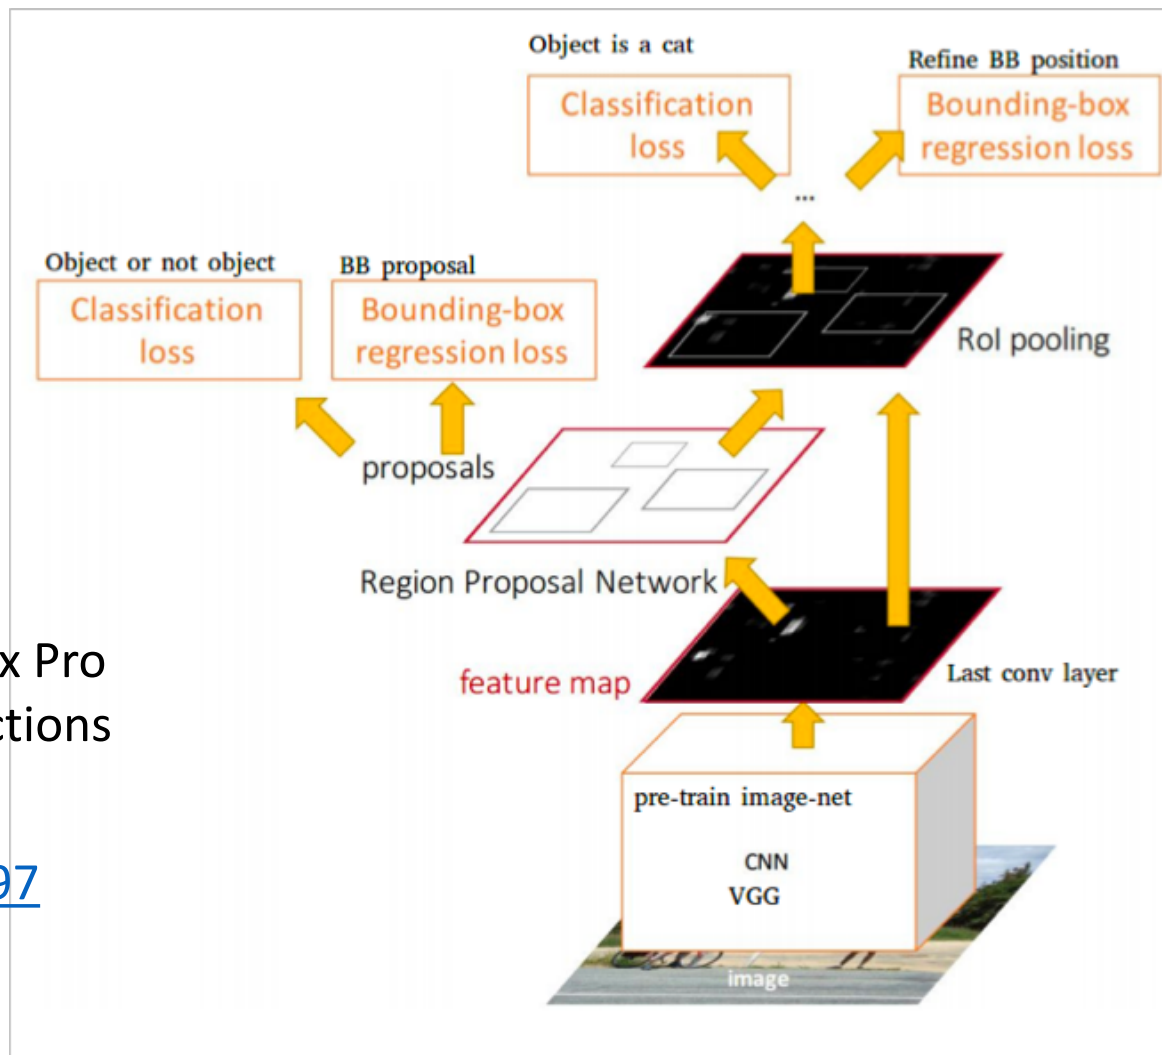 Object is a cat
Refine BB position
Classification
loss
Bounding-box
regression loss
...
Object or not object
BB proposal
Classification
loss
Bounding-box
regression loss
RoI pooling
proposals
Region Proposal Network
x Pro
feature map
Last conv layer
ctions
pre-train image-net
CNN
97
VGG
image